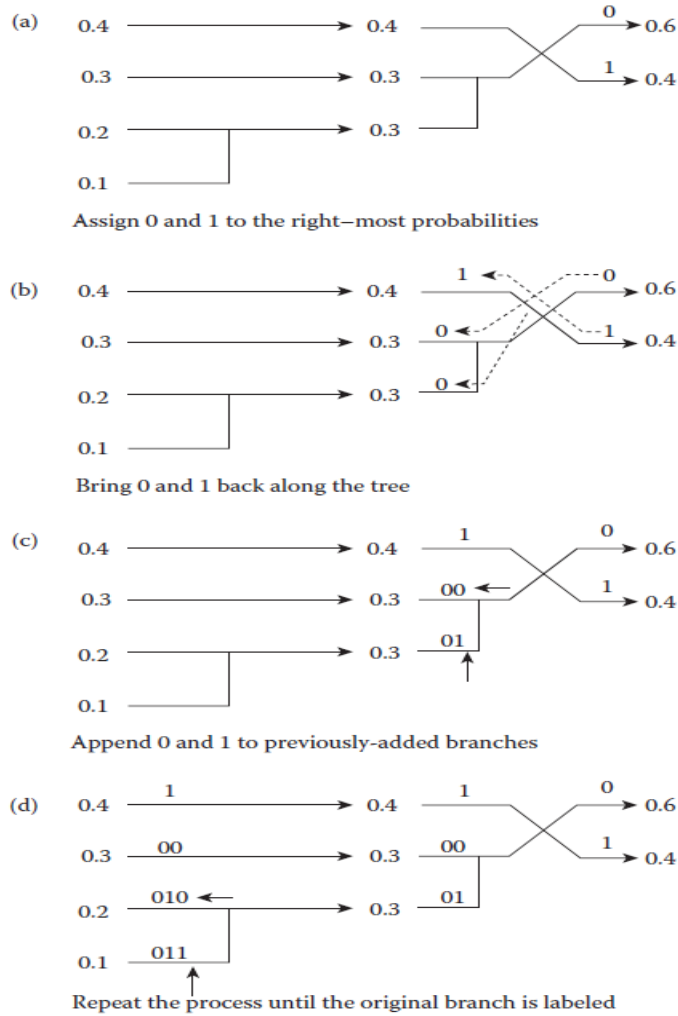 (a) 0.4 0.4 0 0.6
0.3 0.3 1 0.4
0.2 0.3
0.1
Assign 0 and 1 to the right–most probabilities
(b) 0.4 1 0.4 0 0.6
0.3 0 0.3 1 0.4
0.2 0 0.3
0.1
Bring 0 and 1 back along the tree
(c) 0.4 0.4 1 0 0.6
0.3 0.3 00 1 0.4
0.2 0.3 01
0.1
Append 0 and 1 to previously-added branches
(d) 0.4 1 0.4 1 0 0.6
0.3 00 0.3 00 1 0.4
0.2 010 0.3 01
0.1 011
Repeat the process until the original branch is labeled